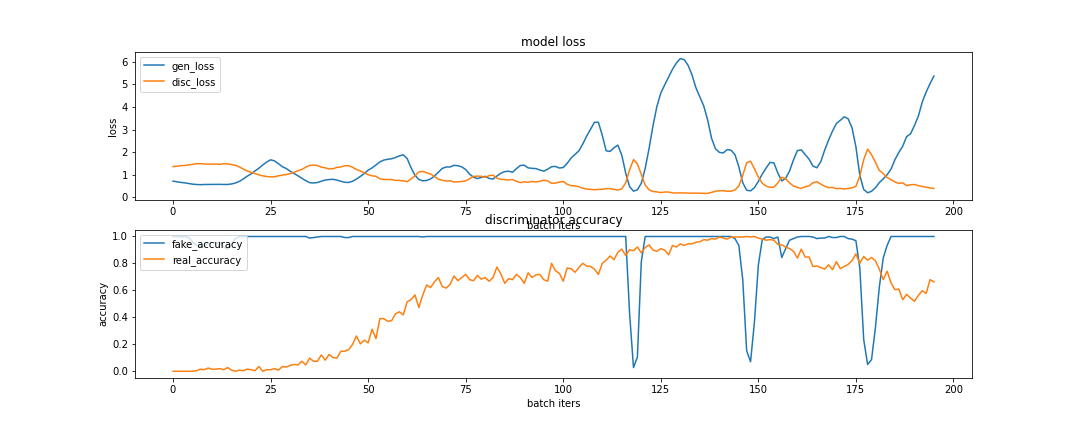 model loss
gen_loss
disc_loss
6
5
4
3
2
1
0
loss
0 25 50 75 100 125 150 175 200
batch iters
discriminator accuracy
fake_accuracy
real_accuracy
1.0
0.8
0.6
0.4
0.2
0.0
accuracy
0 25 50 75 100 125 150 175 200
batch iters